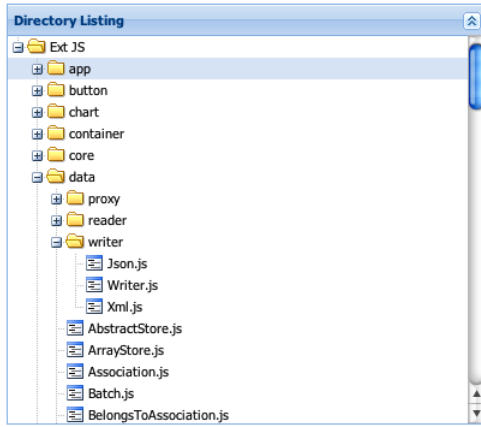 Directory Listing
Ext JS
app
button
chart
container
core
data
proxy
reader
writer
Json.js
Writer.js
Xml.js
AbstractStore.js
ArrayStore.js
Association.js
Batch.js
BelongsToAssociation.js